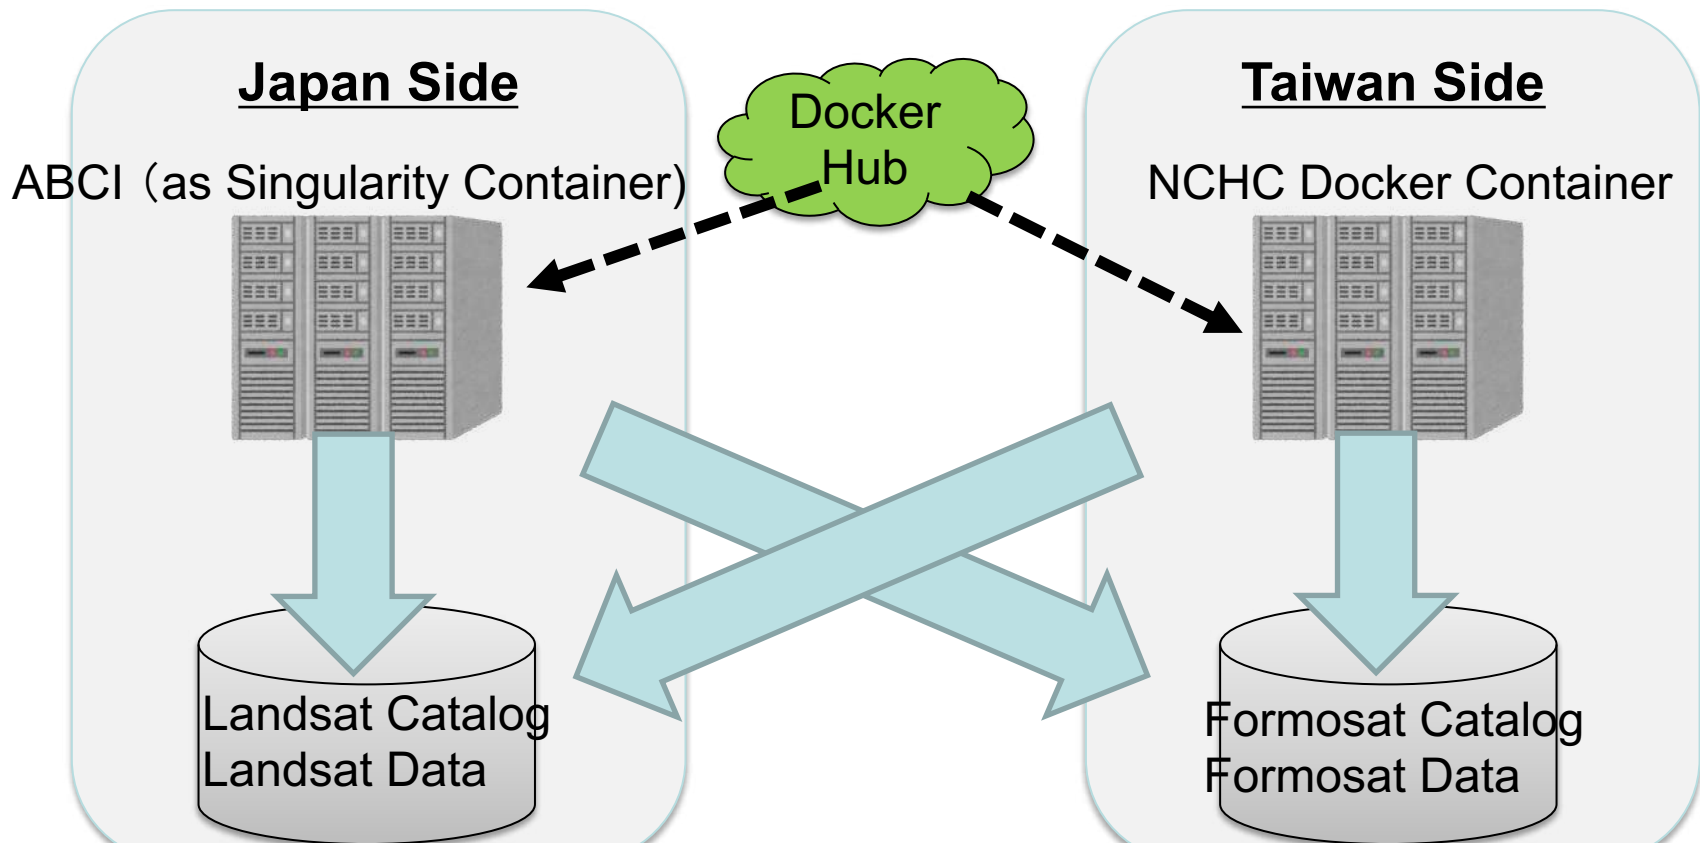 Japan Side
ABCI（as Singularity Container)
Docker
Hub
Taiwan Side
NCHC Docker Container
Landsat Catalog
Landsat Data
Formosat Catalog
Formosat Data